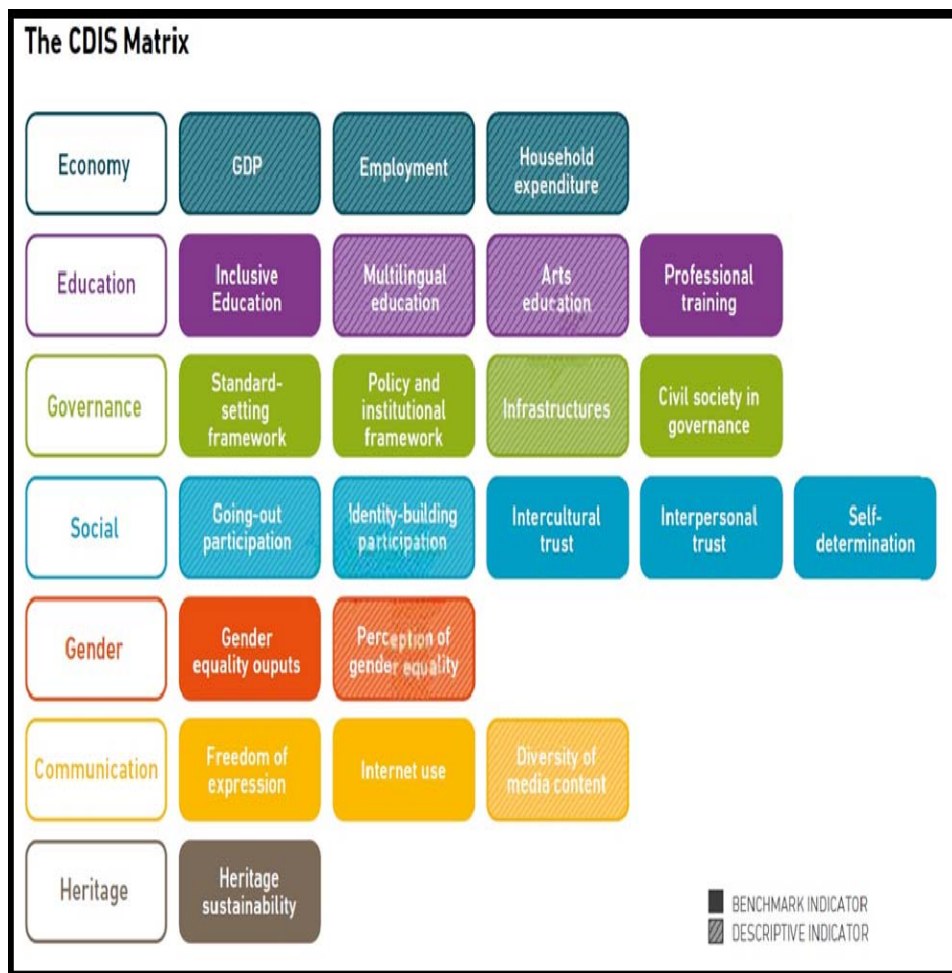 The CDIS Matrix
Economy
GDP
Employment
Household
expenditure
Education
Inclusive
Education
Multilingual
education
Arts
education
Professional
training
Governance
Standard-
setting
framework
Policy and
institutional
framework
Infrastructures
Civil society in
governance
Social
Going-out
participation
Identity-building
participation
Intercultural
trust
Interpersonal
trust
Self-
determination
Gender
Gender
equality ouputs
Perception of
gender equality
Communication
Freedom of
expression
Internet use
Diversity of
media content
Heritage
Heritage
sustainability
BENCHMARK INDICATOR
DESCRIPTIVE INDICATOR